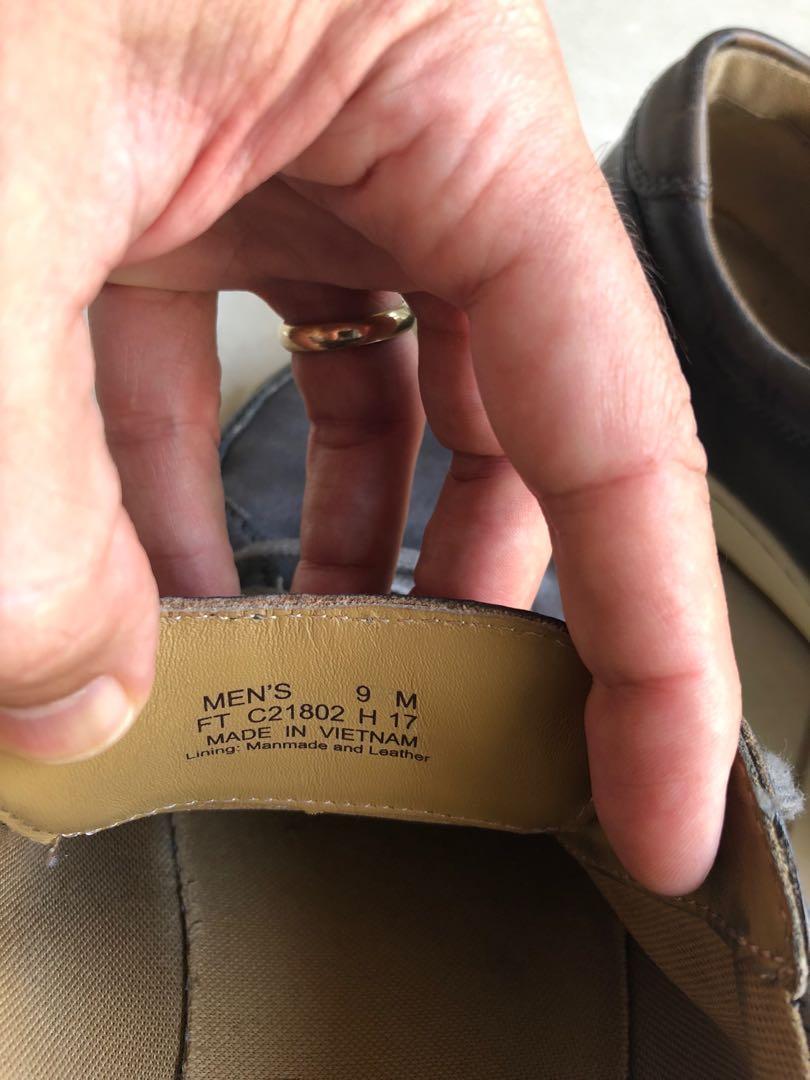 MEN'S 9 M
FT C21802 H 17
MADE IN VIETNAM
Lining: Manmade and Leather